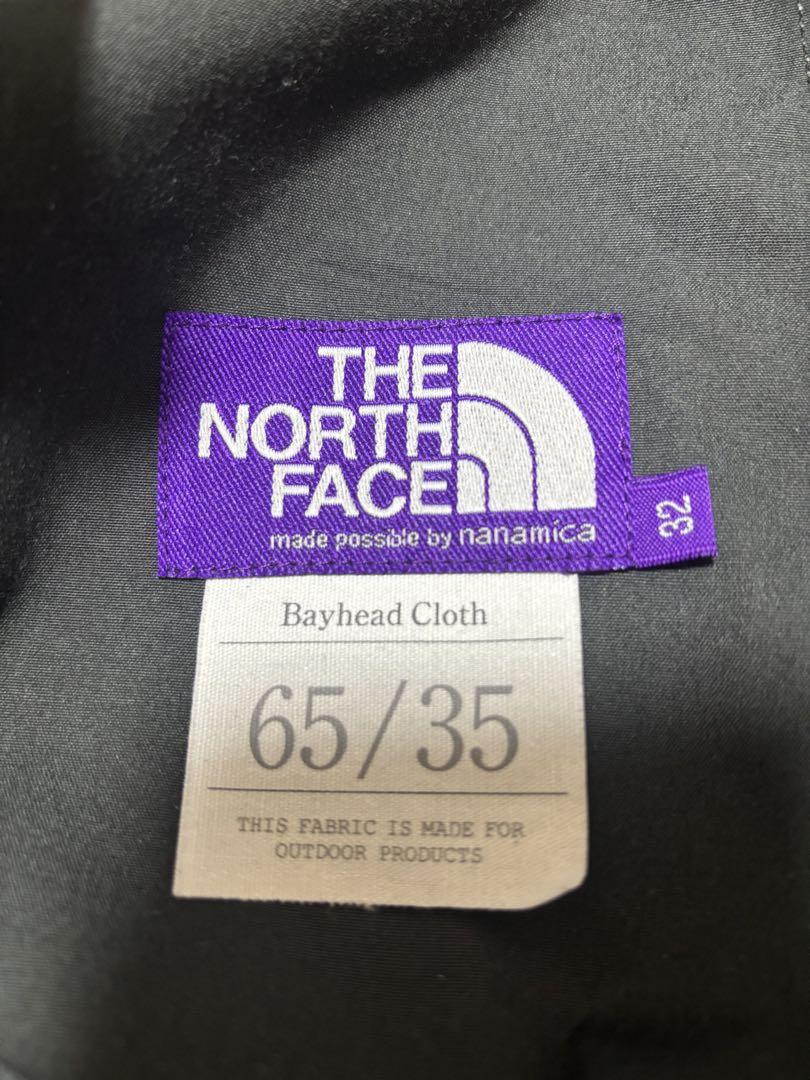 THE
NORTH
FACE
made possible by nanamica
32
Bayhead Cloth
65/35
THIS FABRIC IS MADE FOR
OUTDOOR PRODUCTS